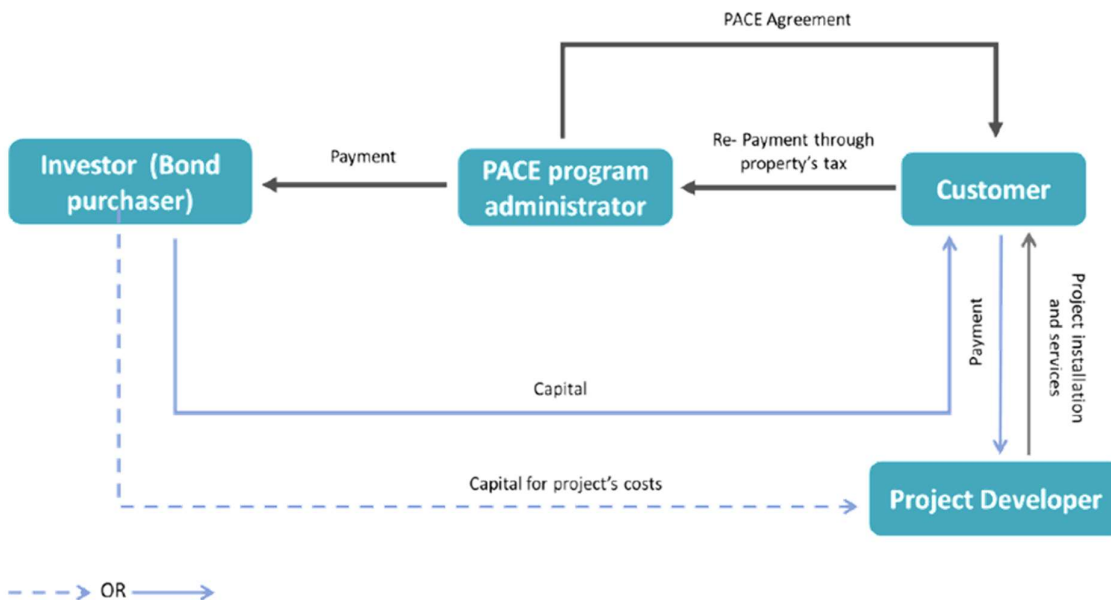 PACE Agreement
Investor (Bond
purchaser)
Payment
PACE program
administrator
Re- Payment through
property's tax
Customer
Payment
Project installation
and services
Capital
Capital for project's costs
Project Developer
OR